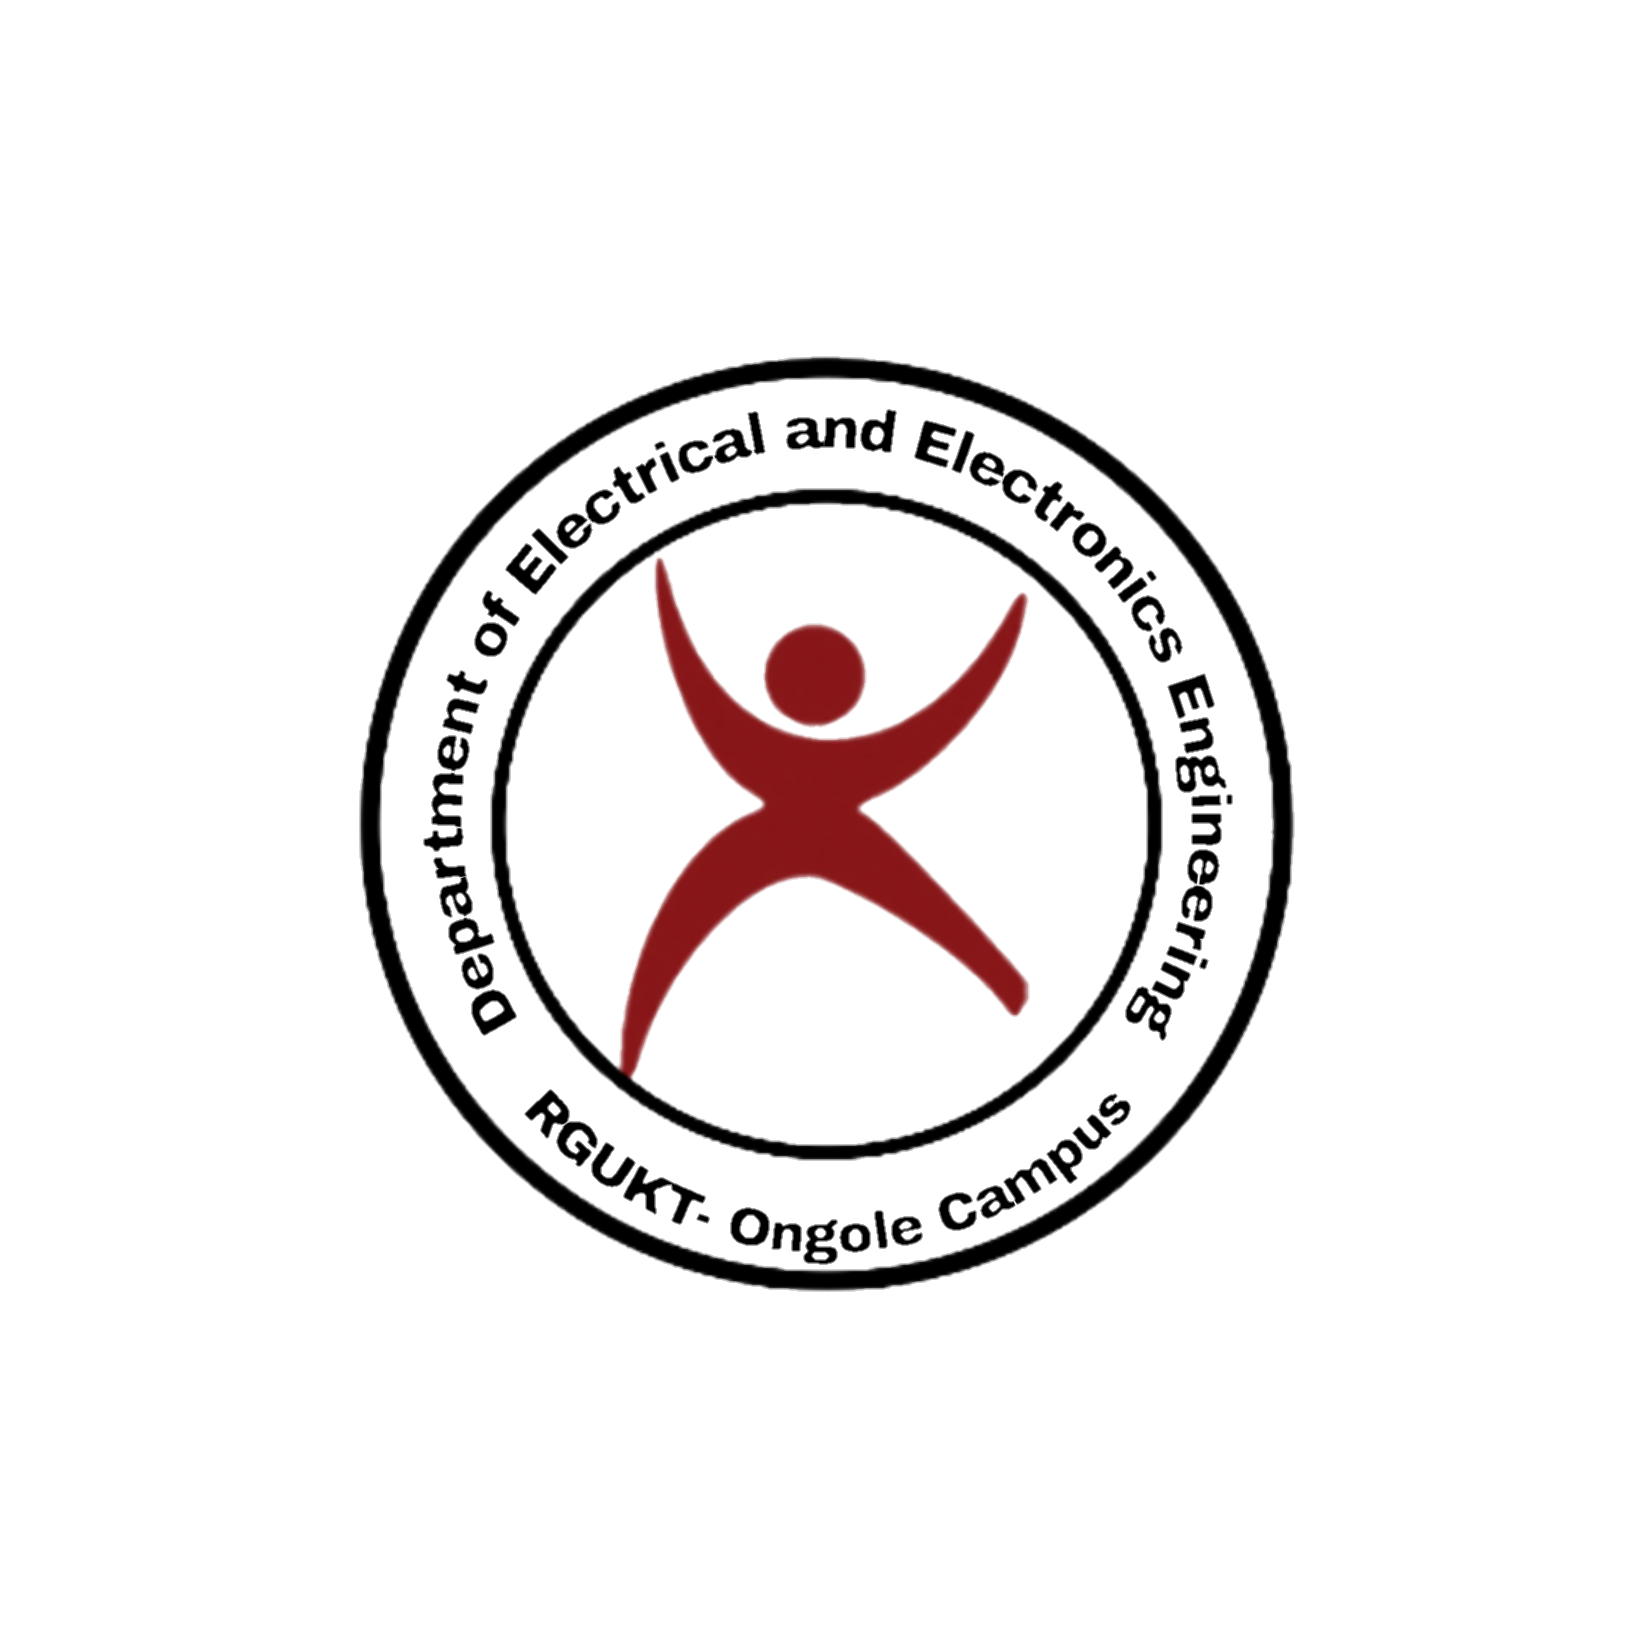 Department of Electrical and Electronics Engineering
RGUKT- Ongole Campus